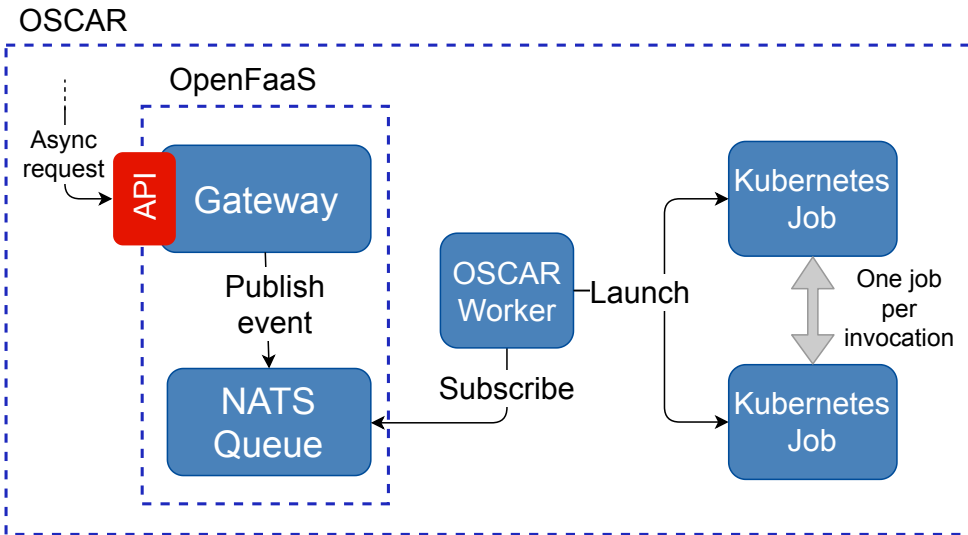 OSCAR
OpenFaaS
Async
request
API
Gateway
Publish
event
NATS
Queue
OSCAR
Worker
Subscribe
Launch
Kubernetes
Job
One job
per
invocation
Kubernetes
Job